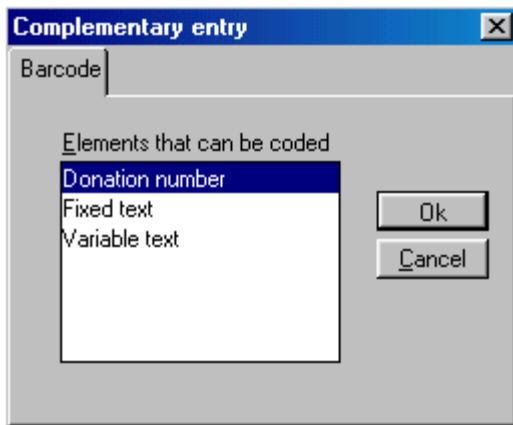 Complementary entry
Barcode
Elements that can be coded
Donation number
Fixed text
Variable text
Ok
Cancel